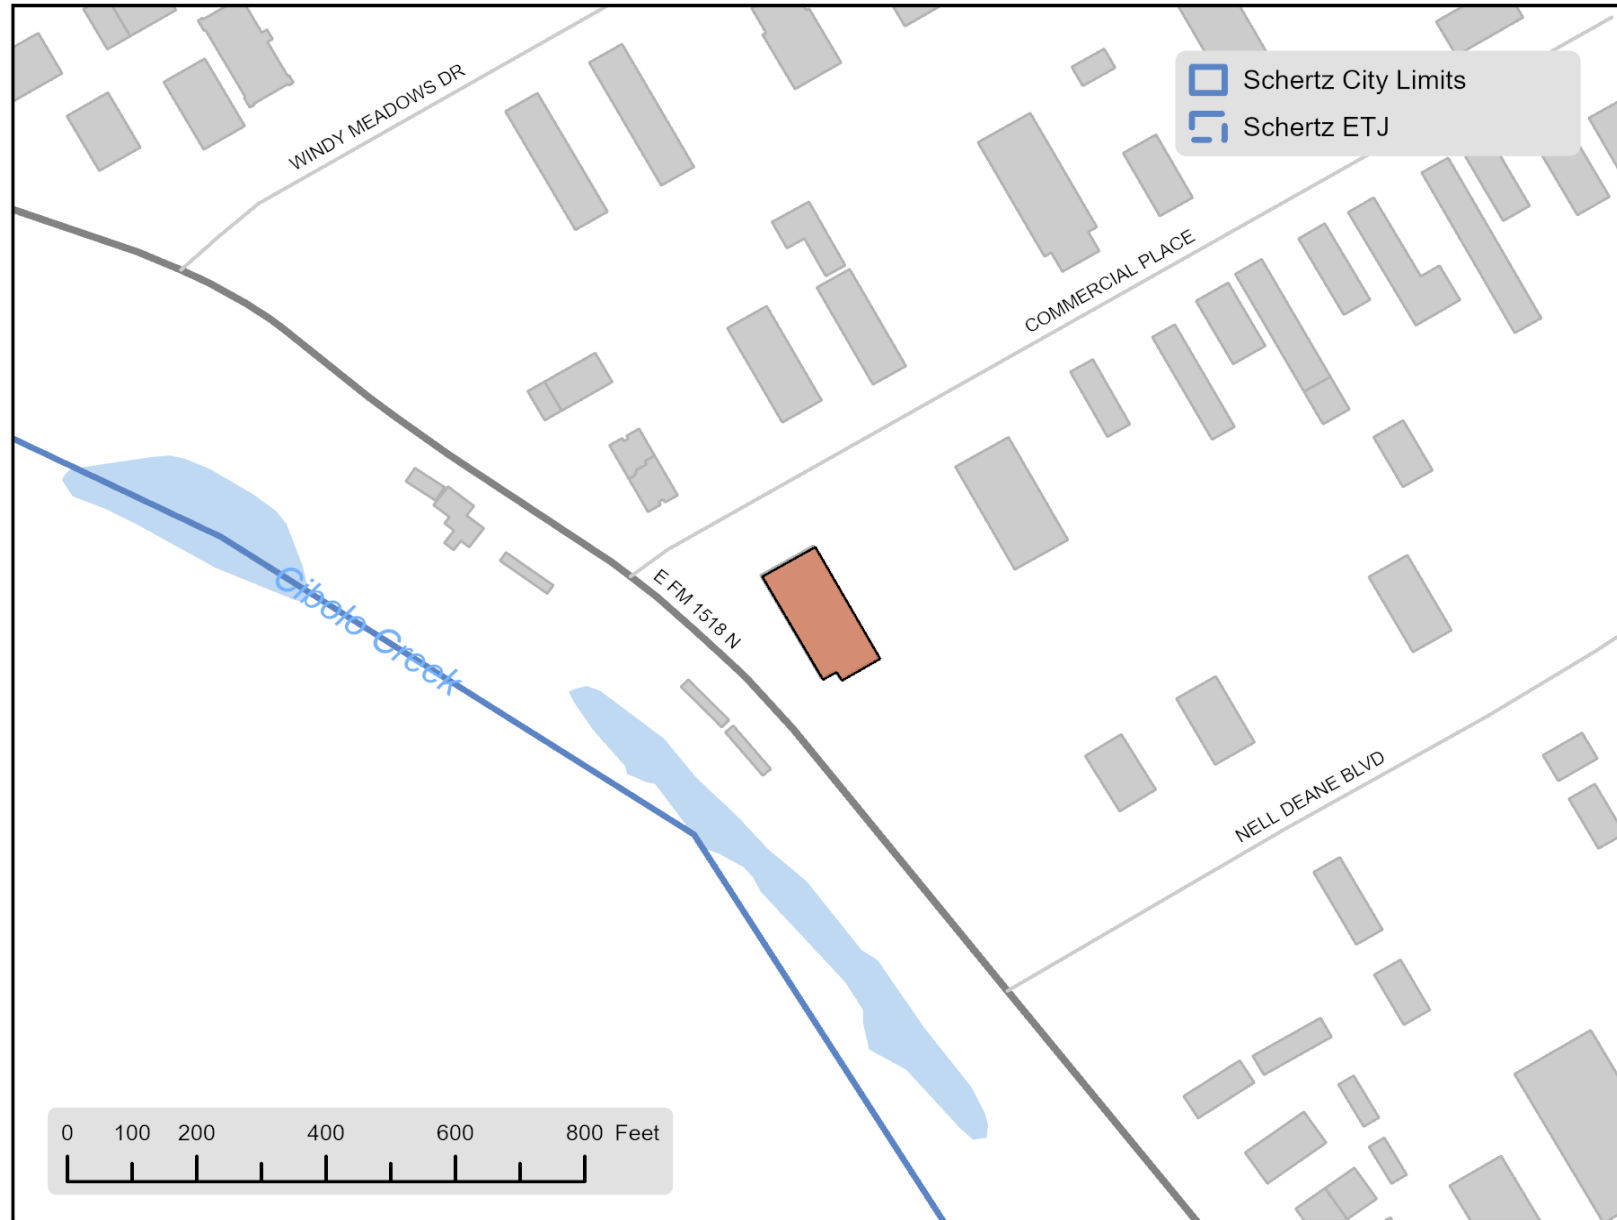 WINDY MEADOWS DR
Schertz City Limits
Schertz ETJ
COMMERCIAL PLACE
E FM 1518 N
Cibolo Creek
NELL DEANE BLVD
0 100 200 400 600 800 Feet